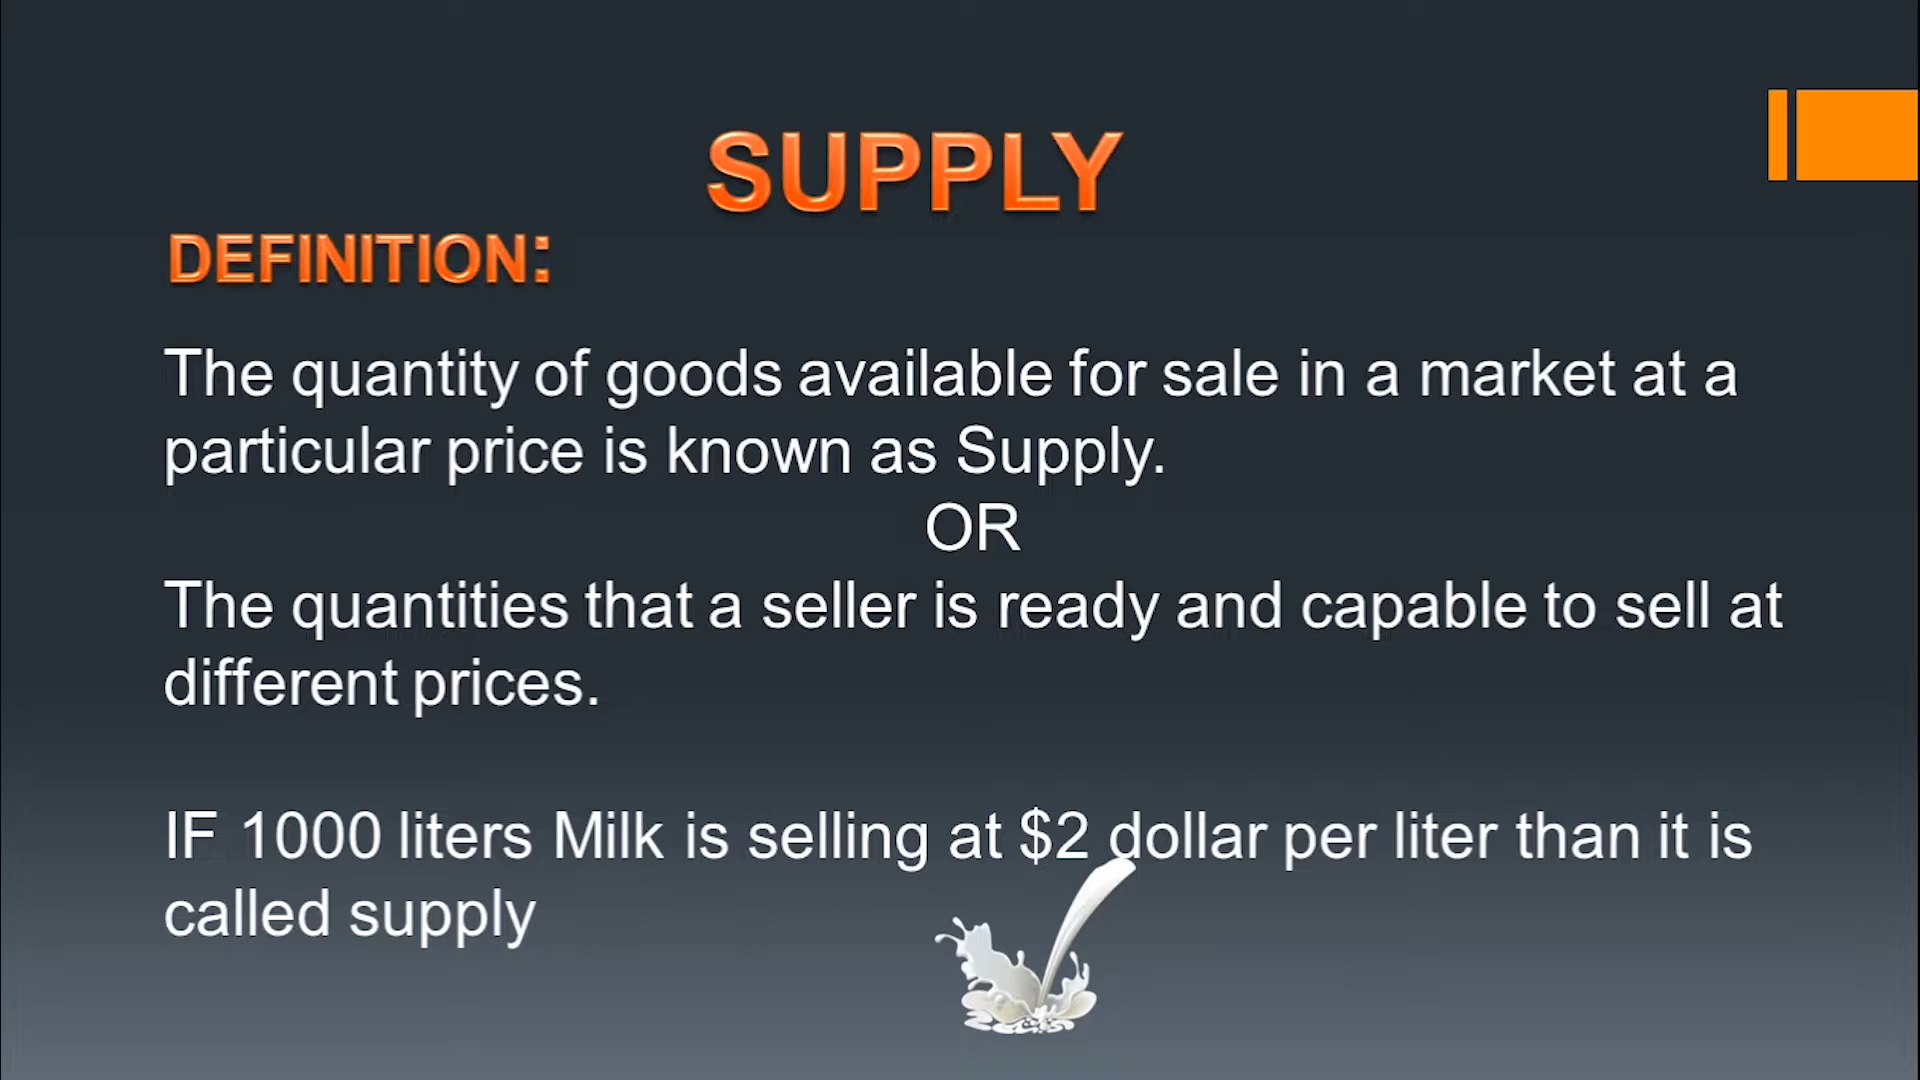 SUPPLY
DEFINITION:
The quantity of goods available for sale in a market at a
particular price is known as Supply.
OR
The quantities that a seller is ready and capable to sell at
different prices.
IF 1000 liters Milk is selling at $2 dollar per liter than it is
called supply